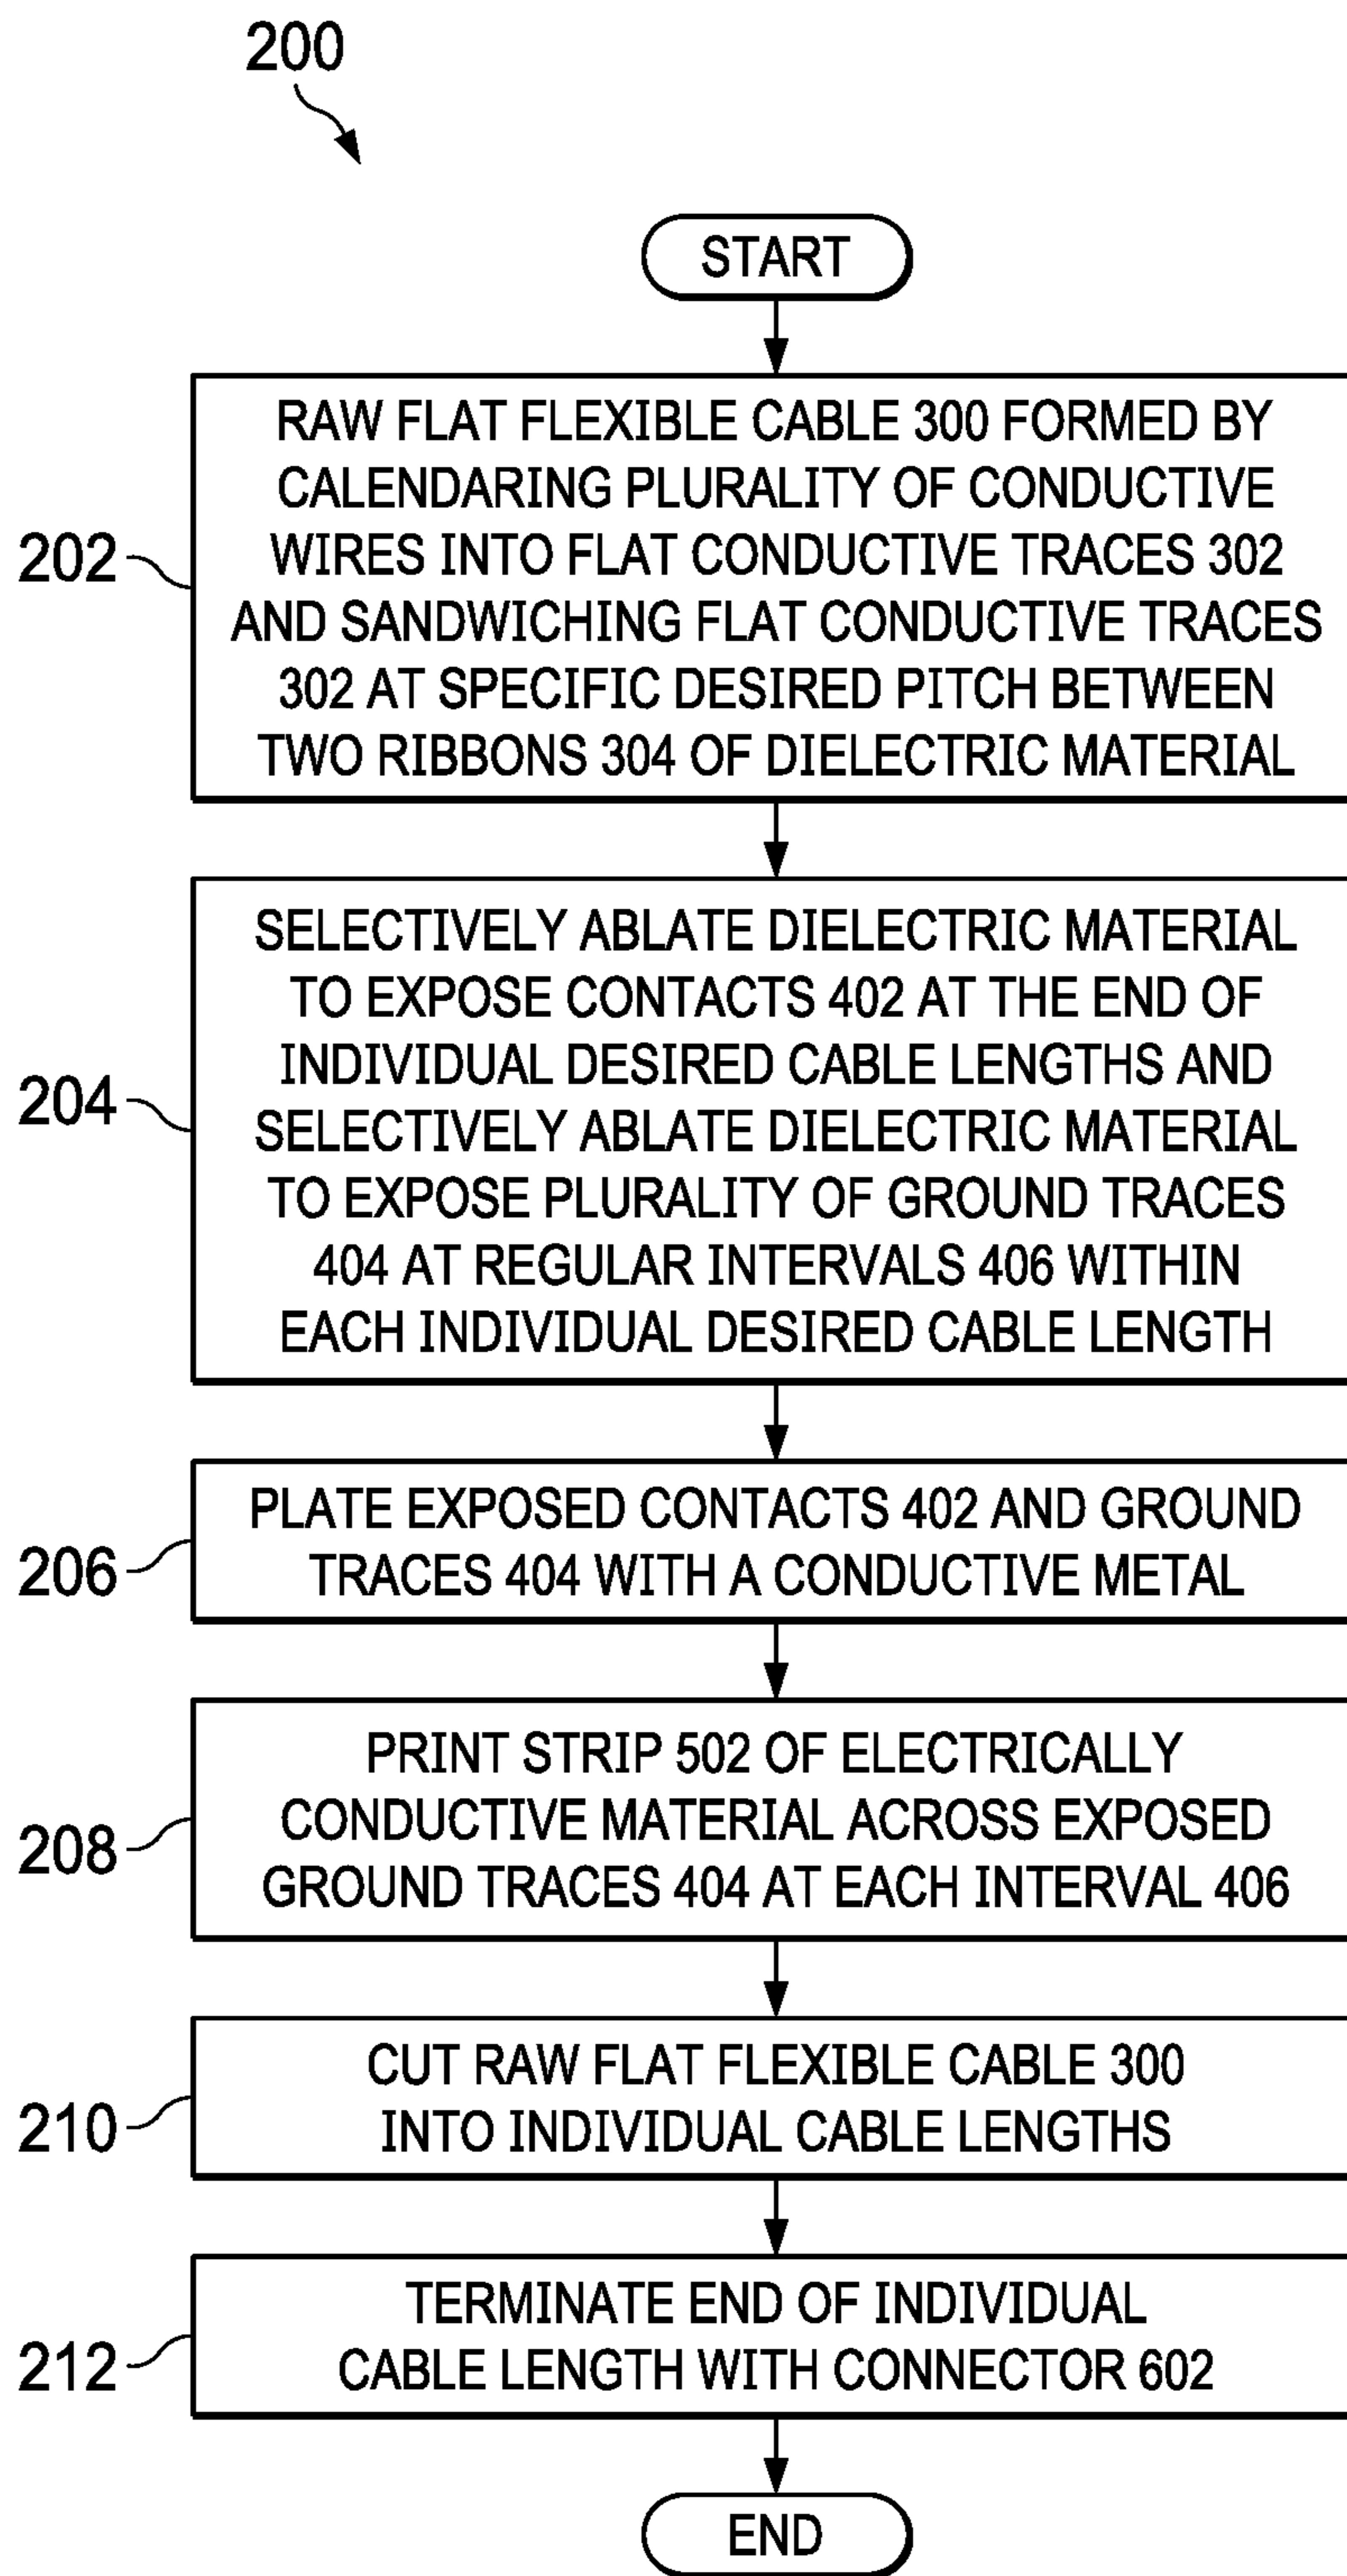 200
START
202
RAW FLAT FLEXIBLE CABLE 300 FORMED BY
CALENDARING PLURALITY OF CONDUCTIVE
WIRES INTO FLAT CONDUCTIVE TRACES 302
AND SANDWICHING FLAT CONDUCTIVE TRACES
302 AT SPECIFIC DESIRED PITCH BETWEEN
TWO RIBBONS 304 OF DIELECTRIC MATERIAL
204
SELECTIVELY ABLATE DIELECTRIC MATERIAL
TO EXPOSE CONTACTS 402 AT THE END OF
INDIVIDUAL DESIRED CABLE LENGTHS AND
SELECTIVELY ABLATE DIELECTRIC MATERIAL
TO EXPOSE PLURALITY OF GROUND TRACES
404 AT REGULAR INTERVALS 406 WITHIN
EACH INDIVIDUAL DESIRED CABLE LENGTH
206
PLATE EXPOSED CONTACTS 402 AND GROUND
TRACES 404 WITH A CONDUCTIVE METAL
208
PRINT STRIP 502 OF ELECTRICALLY
CONDUCTIVE MATERIAL ACROSS EXPOSED
GROUND TRACES 404 AT EACH INTERVAL 406
210
CUT RAW FLAT FLEXIBLE CABLE 300
INTO INDIVIDUAL CABLE LENGTHS
212
TERMINATE END OF INDIVIDUAL
CABLE LENGTH WITH CONNECTOR 602
END